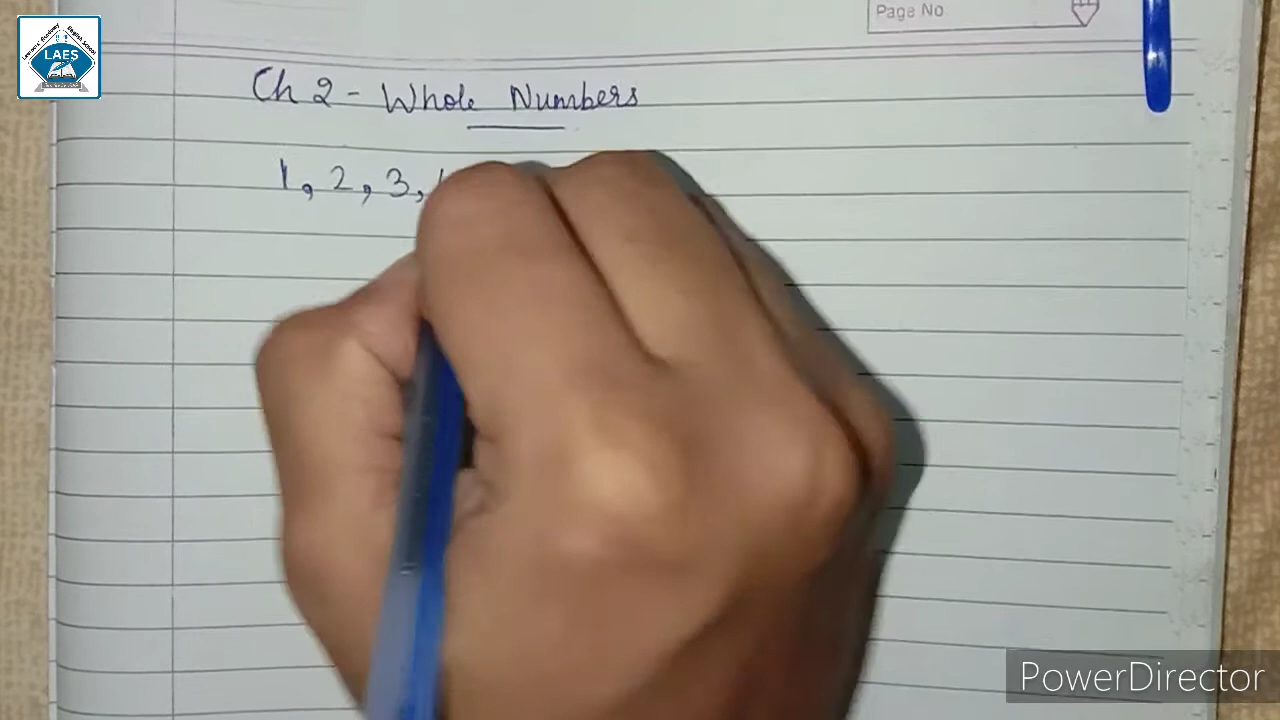 LAES
Page No
Ch 2 - Whole Numbers
1, 2, 3,
PowerDirector